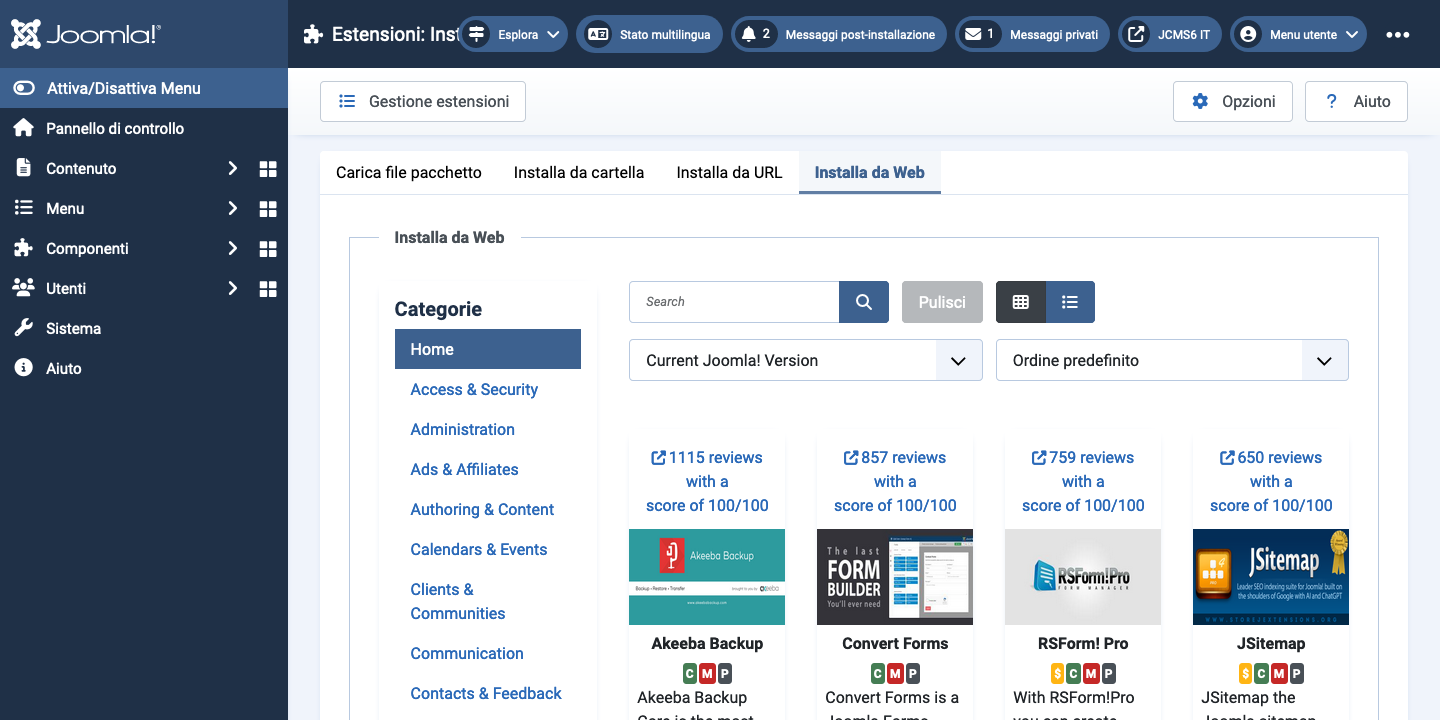 Joomla!®
Estensioni: Inst
Esplora
Stato multilingua
2 Messaggi post-installazione
1 Messaggi privati
JCMS6 IT
Menu utente
Attiva/Disattiva Menu
Pannello di controllo
Contenuto
Menu
Componenti
Utenti
Sistema
Aiuto
Gestione estensioni
Opzioni
? Aiuto
Carica file pacchetto
Installa da cartella
Installa da URL
Installa da Web
Installa da Web
Categorie
Home
Access & Security
Administration
Ads & Affiliates
Authoring & Content
Calendars & Events
Clients &
Communities
Communication
Contacts & Feedback
Search
Pulisci
Current Joomla! Version
Ordine predefinito
1115 reviews
with a
score of 100/100
Akeeba Backup
Backup • Restore • Transfer
brought to you by akeeba
www.akeebabackup.com
Akeeba Backup
C M P
Akeeba Backup
Core is the most
857 reviews
with a
score of 100/100
The last
FORM
BUILDER
You'll ever need
Convert Forms
C M P
Convert Forms is a
Joomla Forms
759 reviews
with a
score of 100/100
RSForm!Pro
FORM MANAGER
RSForm! Pro
$ C M P
With RSForm!Pro
you can create
650 reviews
with a
score of 100/100
JSitemap
Leader SEO indexing suite for Joomla! built on
the shoulders of Google with AI and ChatGPT
WWW.STOREJEXTENSIONS.ORG
JSitemap
$ C M P
JSitemap the
Joomla sitemap